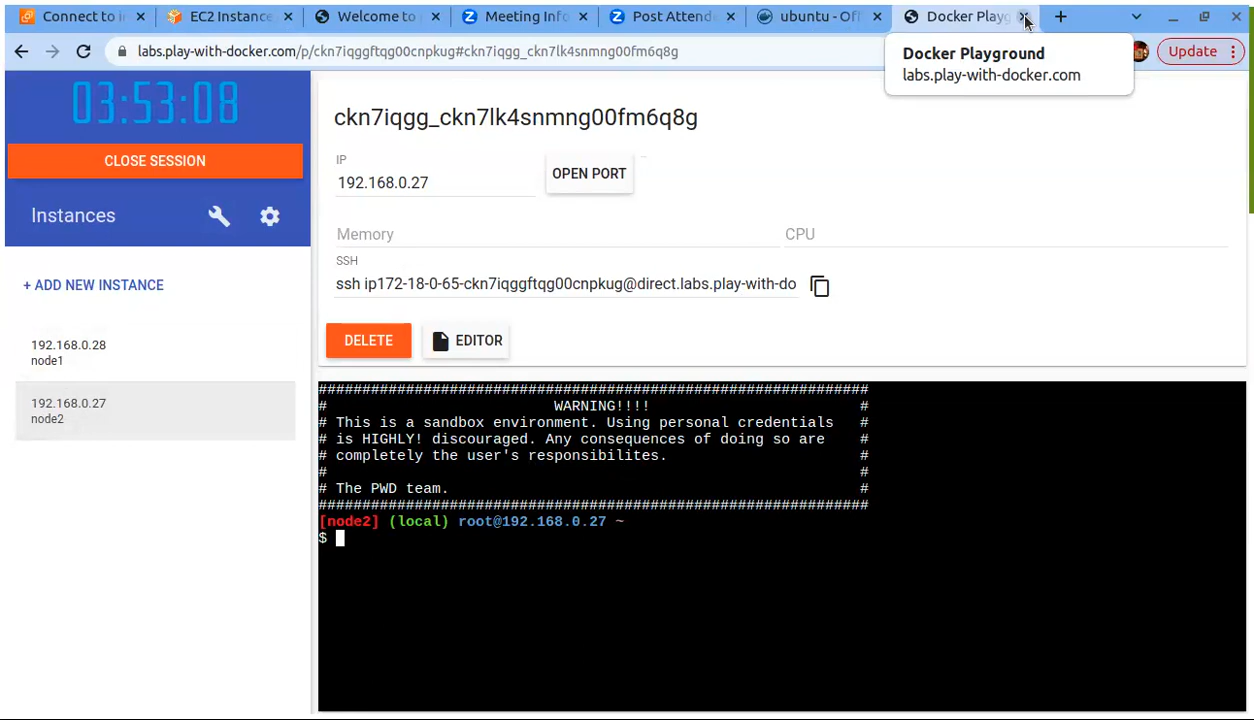 Connect to i
EC2 Instance
Welcome to
Meeting Info
Post Attend
ubuntu - Off
Docker Playg
labs.play-with-docker.com/p/ckn7iqggftqg00cnpkug#ckn7iqgg_ckn7lk4snmng00fm6q8g
Update
Docker Playground
labs.play-with-docker.com
03:53:08
CLOSE SESSION
Instances
+ ADD NEW INSTANCE
192.168.0.28
node1
192.168.0.27
node2
ckn7iqgg_ckn7lk4snmng00fm6q8g
IP
192.168.0.27
OPEN PORT
Memory
CPU
SSH
ssh ip172-18-0-65-ckn7iqggftqg00cnpkug@direct.labs.play-with-do
DELETE
EDITOR
###############################################################
#                          WARNING!!!!                        #
# This is a sandbox environment. Using personal credentials   #
# is HIGHLY! discouraged. Any consequences of doing so are    #
# completely the user's responsibilites.                      #
#                                                             #
# The PWD team.                                               #
###############################################################
[node2] (local) root@192.168.0.27 ~
$